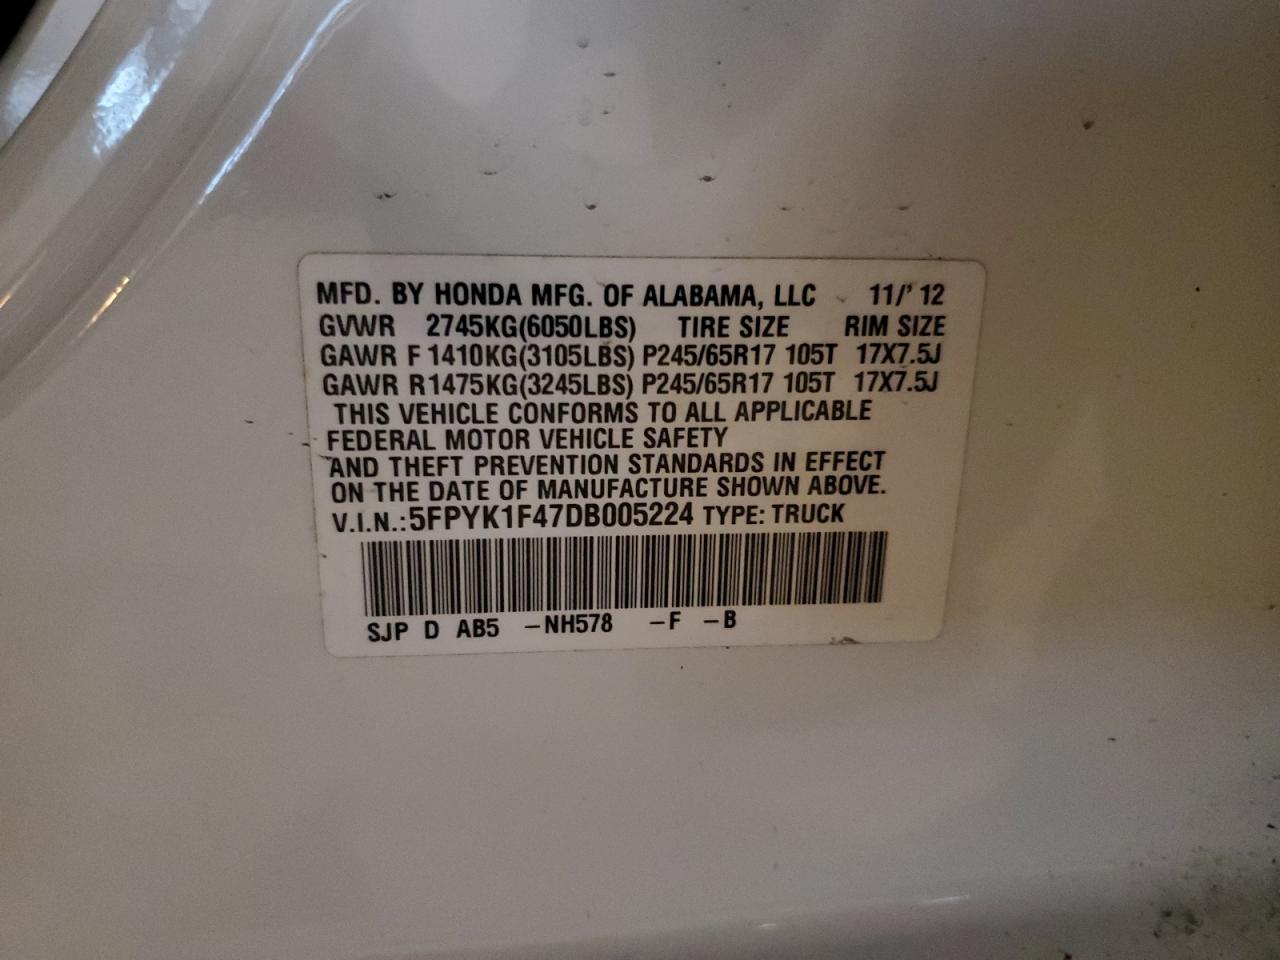 MFD. BY HONDA MFG. OF ALABAMA, LLC 11/' 12
GVWR 2745KG(6050LBS) TIRE SIZE RIM SIZE
GAWR F 1410KG(3105LBS) P245/65R17 105T 17X7.5J
GAWR R1475KG(3245LBS) P245/65R17 105T 17X7.5J
THIS VEHICLE CONFORMS TO ALL APPLICABLE
FEDERAL MOTOR VEHICLE SAFETY
AND THEFT PREVENTION STANDARDS IN EFFECT
ON THE DATE OF MANUFACTURE SHOWN ABOVE.
V.I.N.:5FPYK1F47DB005224 TYPE: TRUCK
SJP D AB5 –NH578 –F –B